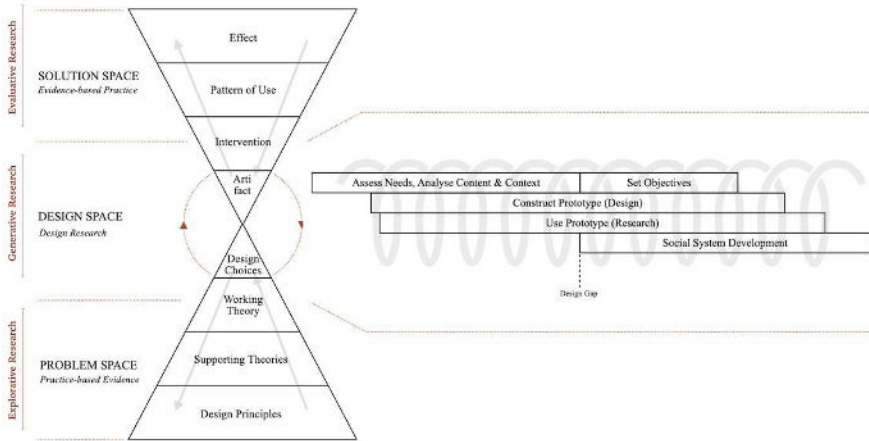 Evaluative Research
SOLUTION SPACE
Evidence-based Practice
Generative Research
DESIGN SPACE
Design Research
Explorative Research
PROBLEM SPACE
Practice-based Evidence
Effect
Pattern of Use
Intervention
Arti
fact
Design
Choices
Working
Theory
Supporting Theories
Design Principles
Assess Needs, Analyse Content & Context
Set Objectives
Construct Prototype (Design)
Use Prototype (Research)
Social System Development
Design Gap